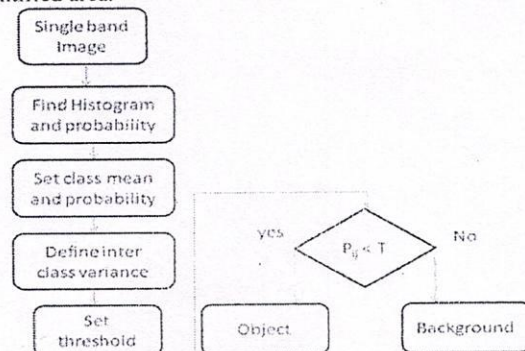 Single band
Image
Find Histogram
and probability
Set class mean
and probability
Define inter
class variance
Set
threshold
yes
P_ij < T
No
Object
Background